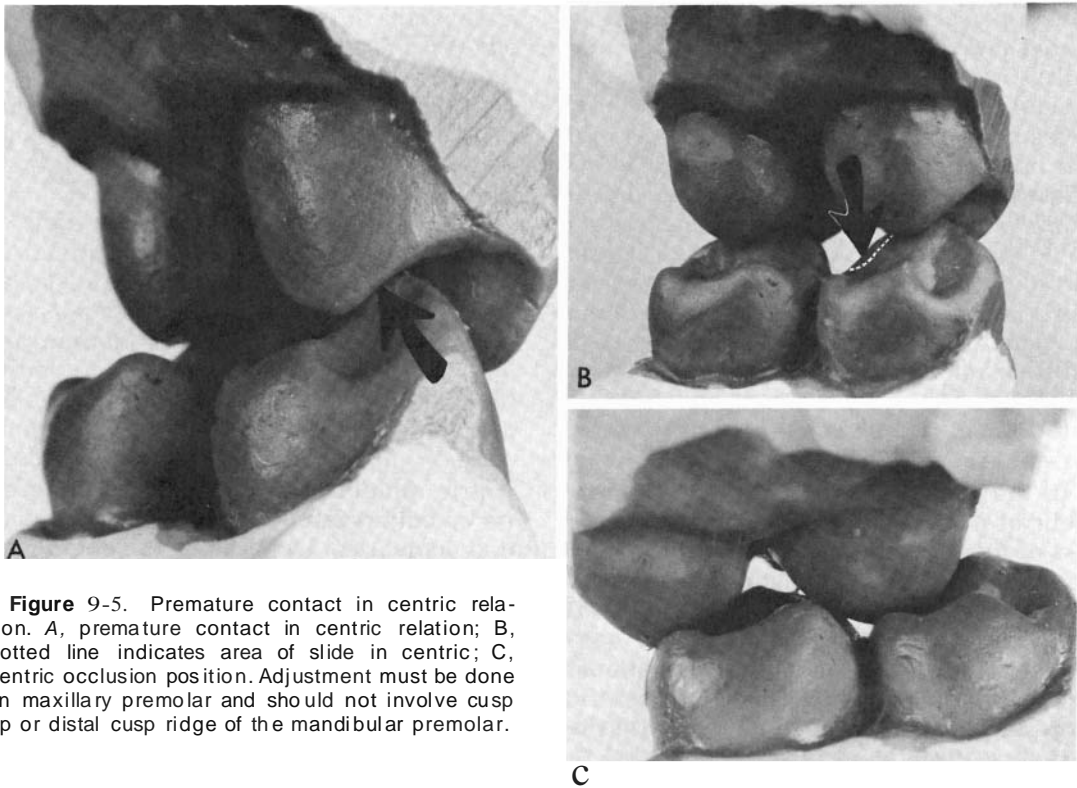 A
B
C
Figure 9-5. Premature contact in centric rela-
on. A, premature contact in centric relation; B,
otted line indicates area of slide in centric; C,
entric occlusion position. Adjustment must be done
n maxillary premolar and should not involve cusp
p or distal cusp ridge of the mandibular premolar.